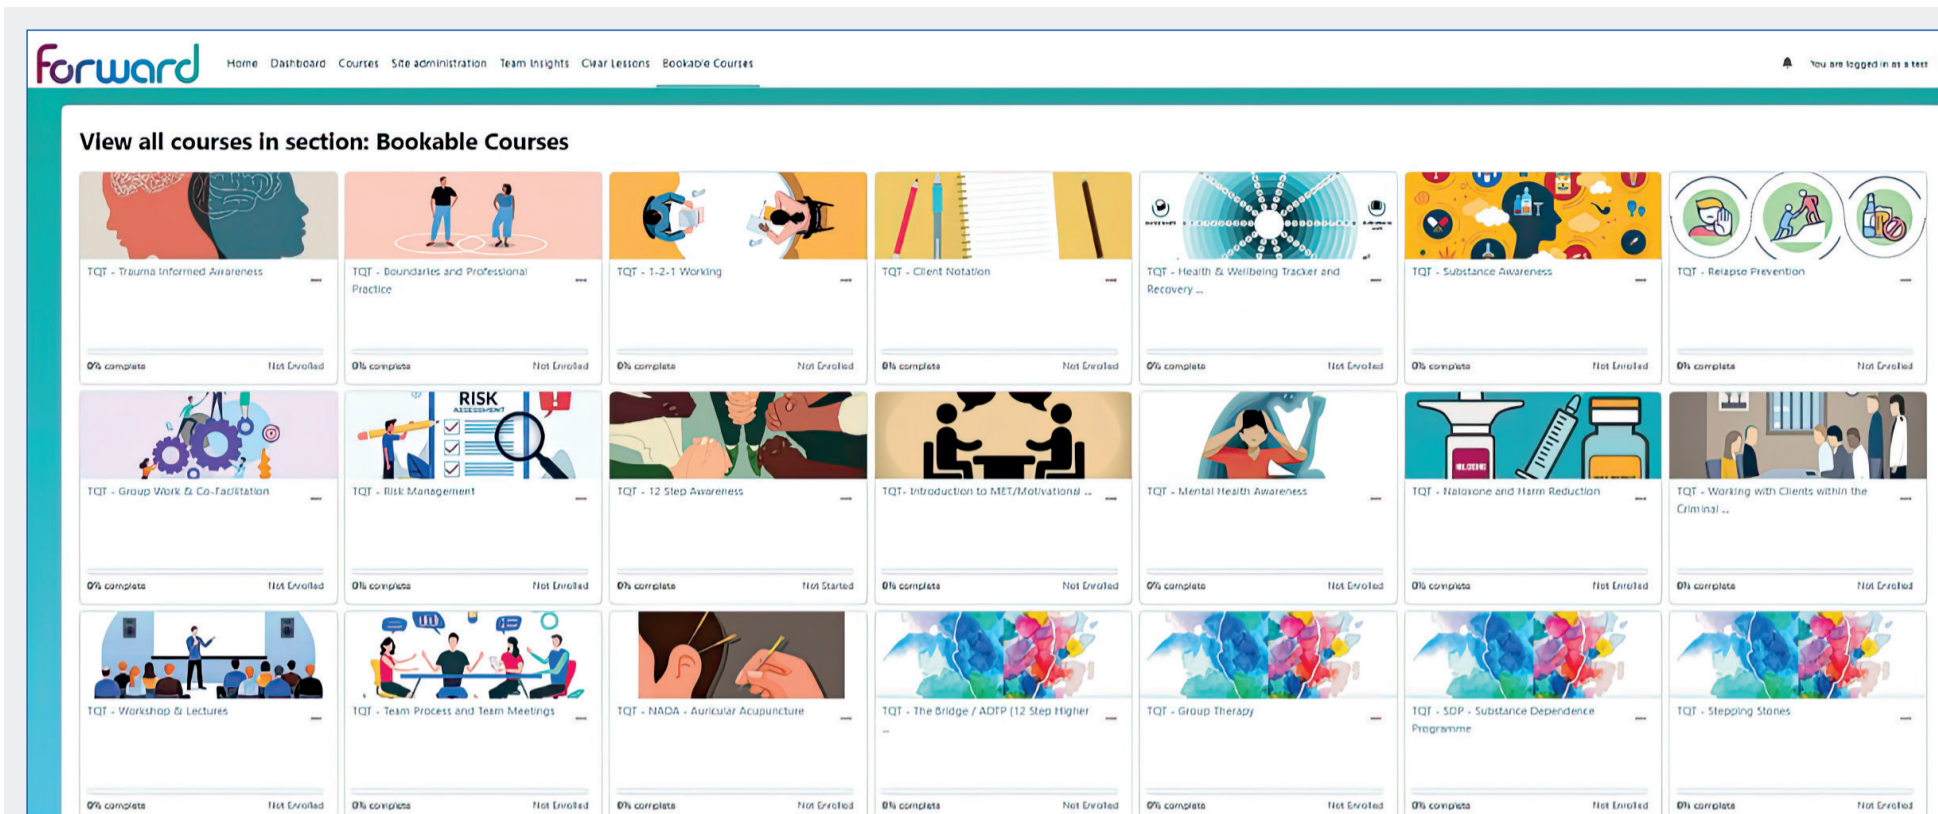 forward
Home Dashboard Courses Site administration Team Insights Clear Lessons Bookable Courses
You are logged in as a test
View all courses in section: Bookable Courses
TQT - Trauma Informed Awareness
0% complete Not Enrolled
TQT - Boundaries and Professional
Practice
0% complete Not Enrolled
TQT - 1-2-1 Working
0% complete Not Enrolled
TQT - Client Notation
0% complete Not Enrolled
TQT - Health & Wellbeing Tracker and
Recovery ...
0% complete Not Enrolled
TQT - Substance Awareness
0% complete Not Enrolled
TQT - Relapse Prevention
0% complete Not Enrolled
TQT - Group Work & Co-Facilitation
0% complete Not Enrolled
RISK
ASSESSMENT
TQT - Risk Management
0% complete Not Enrolled
TQT - 12 Step Awareness
0% complete Not Started
TQT- Introduction to MET/Motivational ...
0% complete Not Enrolled
TQT - Mental Health Awareness
0% complete Not Enrolled
TQT - Naloxone and Harm Reduction
0% complete Not Enrolled
TQT - Working with Clients within the
Criminal ...
0% complete Not Enrolled
TQT - Workshop & Lectures
0% complete Not Enrolled
TQT - Team Process and Team Meetings
0% complete Not Enrolled
TQT - NADA - Auricular Acupuncture
0% complete Not Enrolled
TQT - The Bridge / ADTP (12 Step Higher
...
0% complete Not Enrolled
TQT - Group Therapy
0% complete Not Enrolled
TQT - SDP - Substance Dependence
Programme
0% complete Not Enrolled
TQT - Stepping Stones
0% complete Not Enrolled